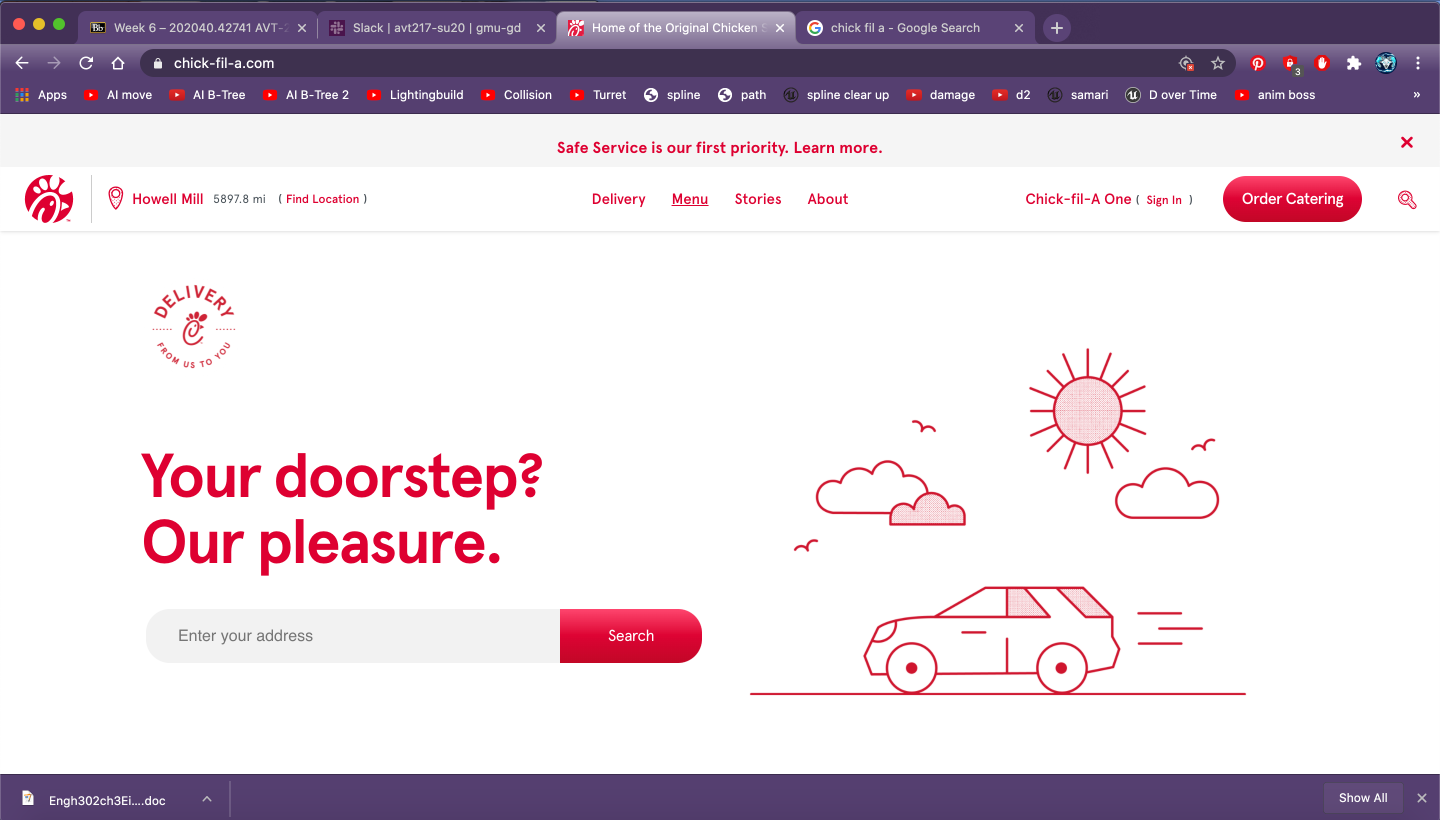 Week 6 – 202040.42741 AVT-2
Slack | avt217-su20 | gmu-gd
Home of the Original Chicken S
chick fil a - Google Search
chick-fil-a.com
3
Apps
AI move
AI B-Tree
AI B-Tree 2
Lightingbuild
Collision
Turret
spline
path
spline clear up
damage
d2
samari
D over Time
anim boss
»
Safe Service is our first priority. Learn more.
Howell Mill 5897.8 mi ( Find Location )
Delivery
Menu
Stories
About
Chick-fil-A One ( Sign In )
Order Catering
DELIVERY
FROM US TO YOU
Your doorstep?
Our pleasure.
Enter your address
Search
Engh302ch3Ei....doc
Show All